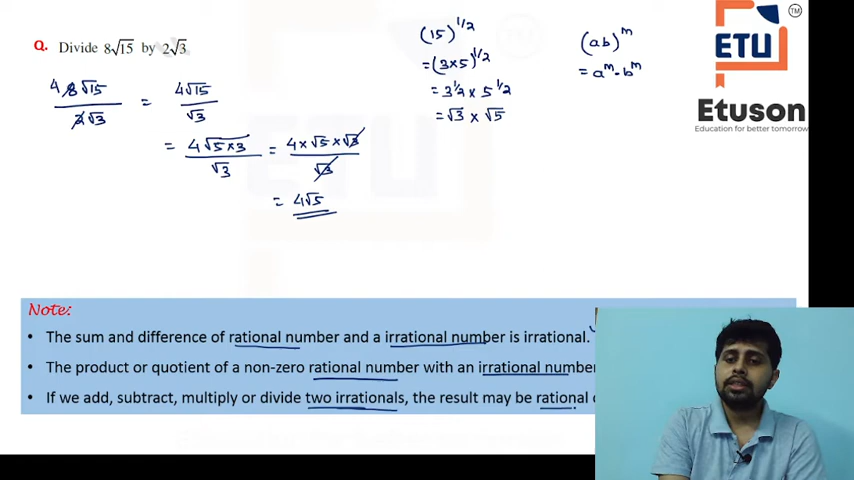 Q. Divide 8√15 by 2√3
4 8√15 / 2√3 = 4√15 / √3
= 4√5×3 / √3 = 4×√5×√3 / √3
= 4√5
(15)^1/2
= (3×5)^1/2
= 3^1/2 × 5^1/2
= √3 × √5
(ab)^m
= a^m · b^m
TM
ETU
Etuson
Education for better tomorrow
Note:
• The sum and difference of rational number and a irrational number is irrational.
• The product or quotient of a non-zero rational number with an irrational number
• If we add, subtract, multiply or divide two irrationals, the result may be rational